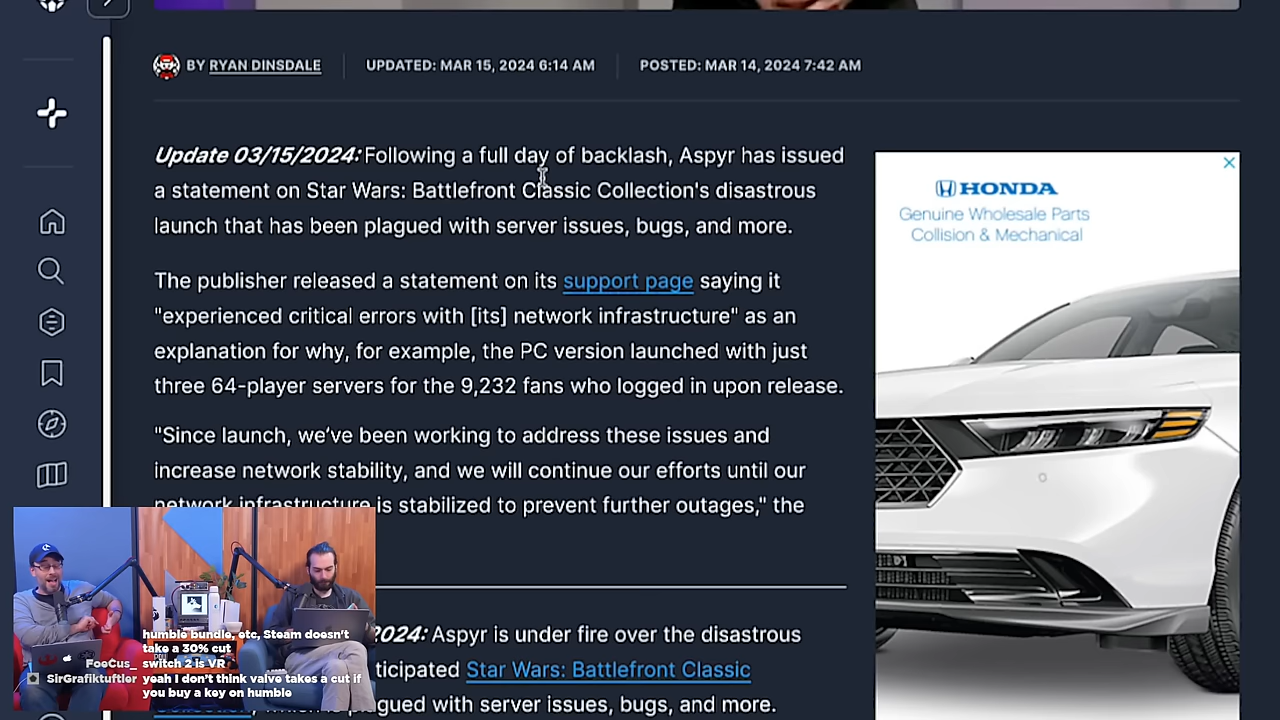 BY RYAN DINSDALE
UPDATED: MAR 15, 2024 6:14 AM
POSTED: MAR 14, 2024 7:42 AM
Update 03/15/2024: Following a full day of backlash, Aspyr has issued
a statement on Star Wars: Battlefront Classic Collection's disastrous
launch that has been plagued with server issues, bugs, and more.
The publisher released a statement on its support page saying it
"experienced critical errors with [its] network infrastructure" as an
explanation for why, for example, the PC version launched with just
three 64-player servers for the 9,232 fans who logged in upon release.
"Since launch, we've been working to address these issues and
increase network stability, and we will continue our efforts until our
network infrastructure is stabilized to prevent further outages," the
2024: Aspyr is under fire over the disastrous
ticipated Star Wars: Battlefront Classic
plagued with server issues, bugs, and more.
HONDA
Genuine Wholesale Parts
Collision & Mechanical
humble bundle, etc, Steam doesn't
take a 30% cut
FoeCus_ switch 2 is VR
SirGrafiktuftler yeah I don't think valve takes a cut if
you buy a key on humble